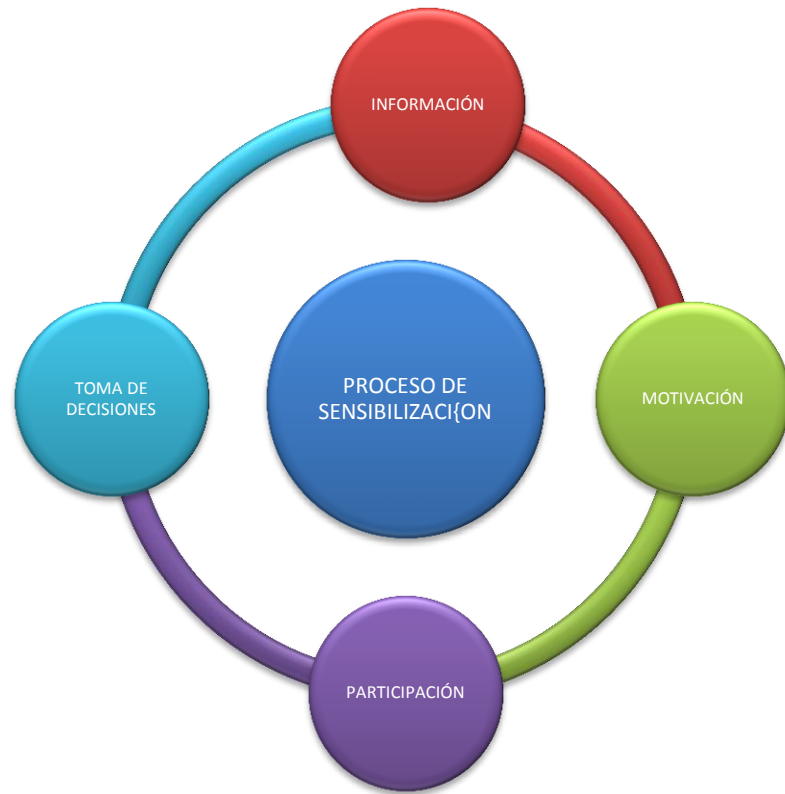 INFORMACIÓN
PROCESO DE
SENSIBILIZACI{ON
TOMA DE
DECISIONES
MOTIVACIÓN
PARTICIPACIÓN